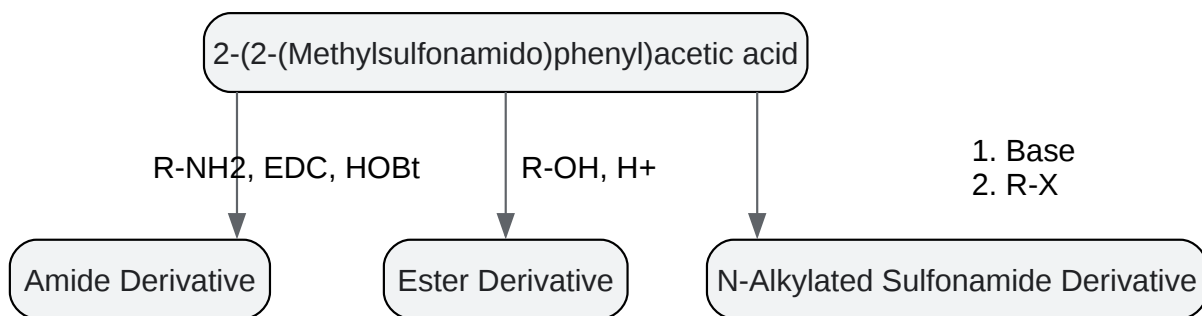 2-(2-(Methylsulfonamido)phenyl)acetic acid
R-NH2, EDC, HOBt
R-OH, H+
1. Base
2. R-X
Amide Derivative
Ester Derivative
N-Alkylated Sulfonamide Derivative